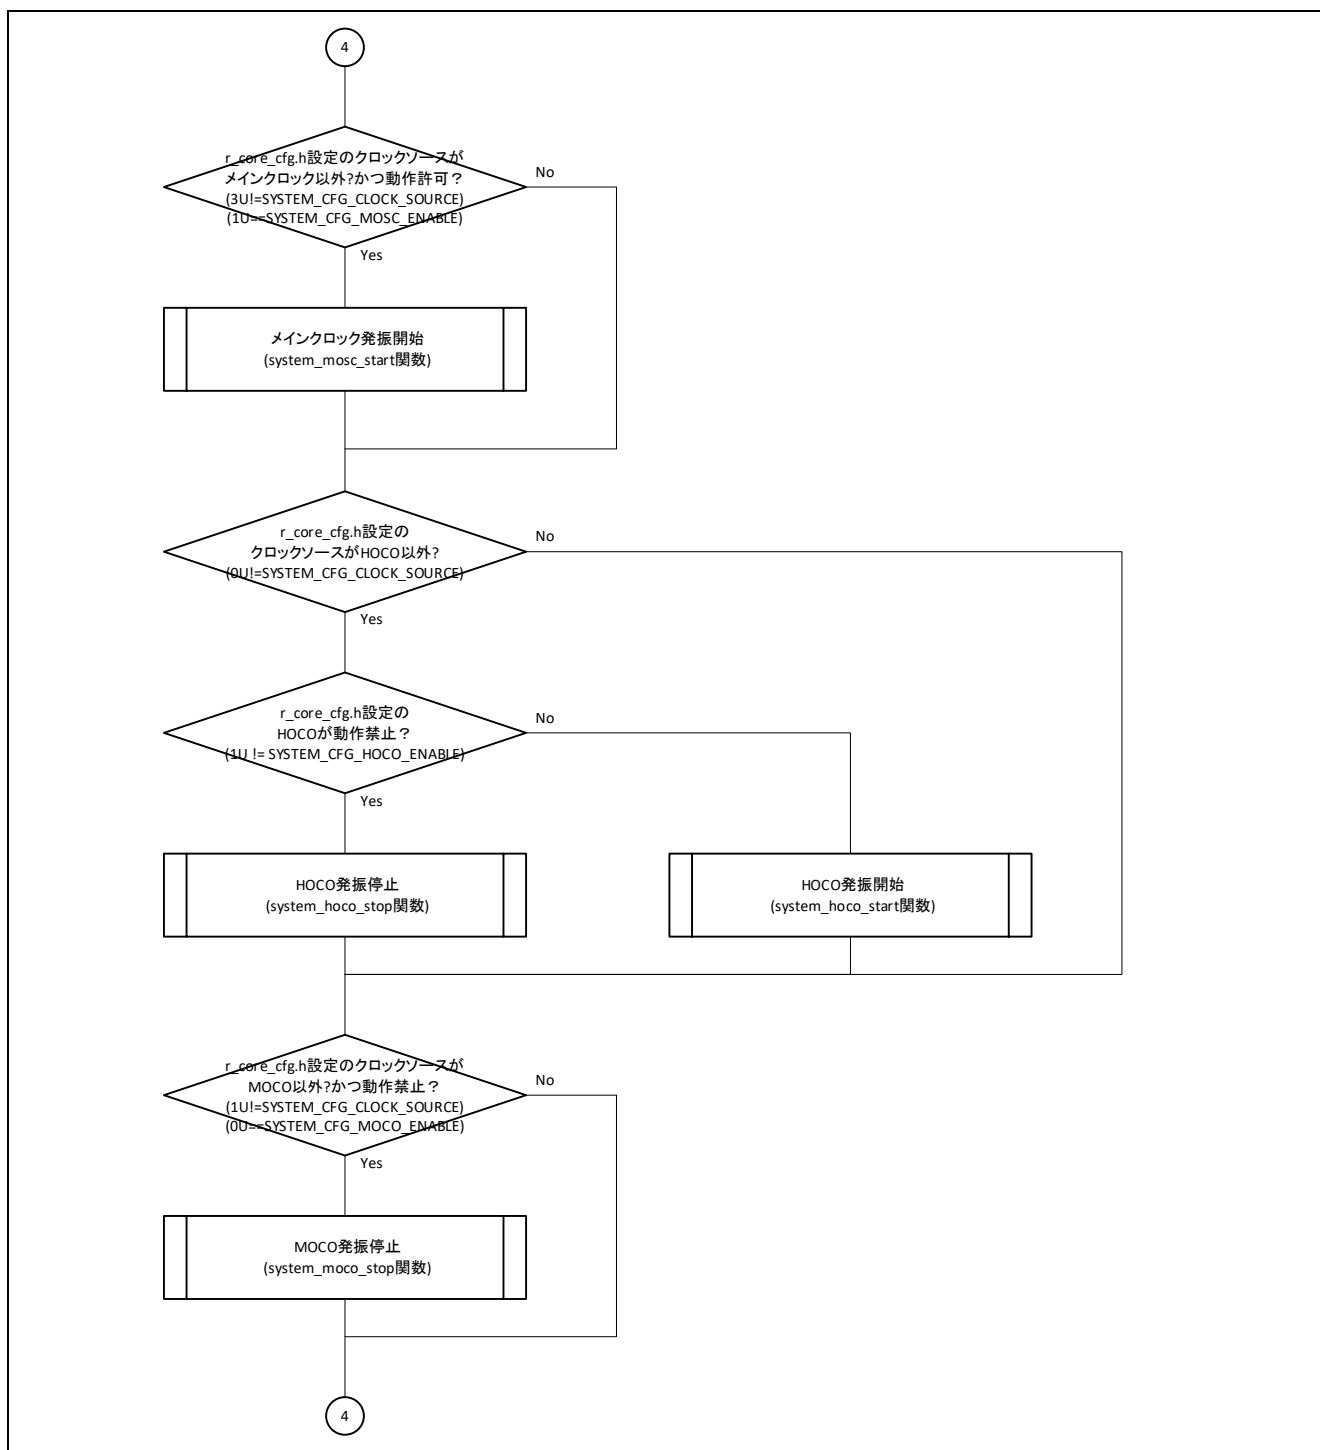 4
r_core_cfg.h設定のクロックソースが
メインクロック以外?かつ動作許可？
(3U!=SYSTEM_CFG_CLOCK_SOURCE)
(1U==SYSTEM_CFG_MOSC_ENABLE)
No
Yes
メインクロック発振開始
(system_mosc_start関数)
r_core_cfg.h設定の
クロックソースがHOCO以外?
(0U!=SYSTEM_CFG_CLOCK_SOURCE)
No
Yes
r_core_cfg.h設定の
HOCOが動作禁止？
(1U != SYSTEM_CFG_HOCO_ENABLE)
No
Yes
HOCO発振停止
(system_hoco_stop関数)
HOCO発振開始
(system_hoco_start関数)
r_core_cfg.h設定のクロックソースが
MOCO以外?かつ動作禁止？
(1U!=SYSTEM_CFG_CLOCK_SOURCE)
(0U==SYSTEM_CFG_MOCO_ENABLE)
No
Yes
MOCO発振停止
(system_moco_stop関数)
4